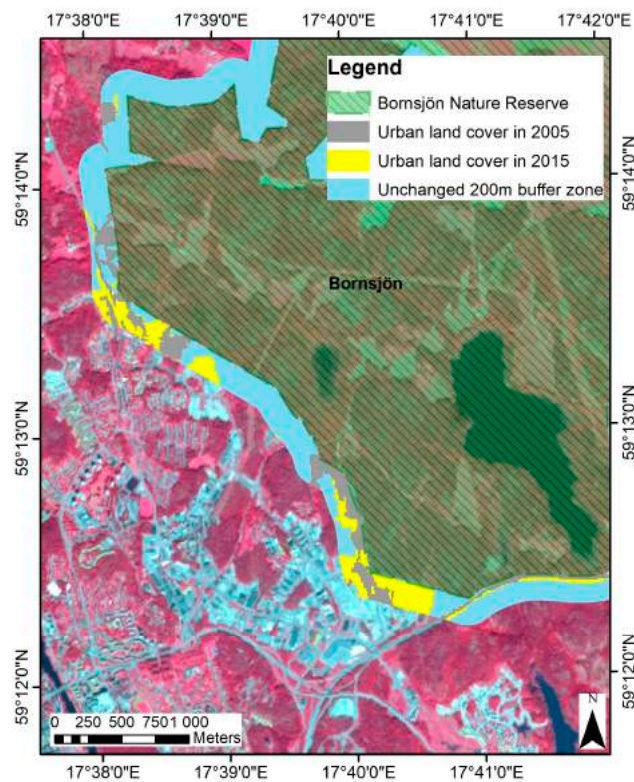 17°38'0"E 17°39'0"E 17°40'0"E 17°41'0"E 17°42'0"E
Legend
Bornsjön Nature Reserve
Urban land cover in 2005
Urban land cover in 2015
Unchanged 200m buffer zone
59°14'0"N 59°14'0"N
Bornsjön
59°13'0"N 59°13'0"N
59°12'0"N 59°12'0"N
N
0 250 500 750 1 000
Meters
17°38'0"E 17°39'0"E 17°40'0"E 17°41'0"E